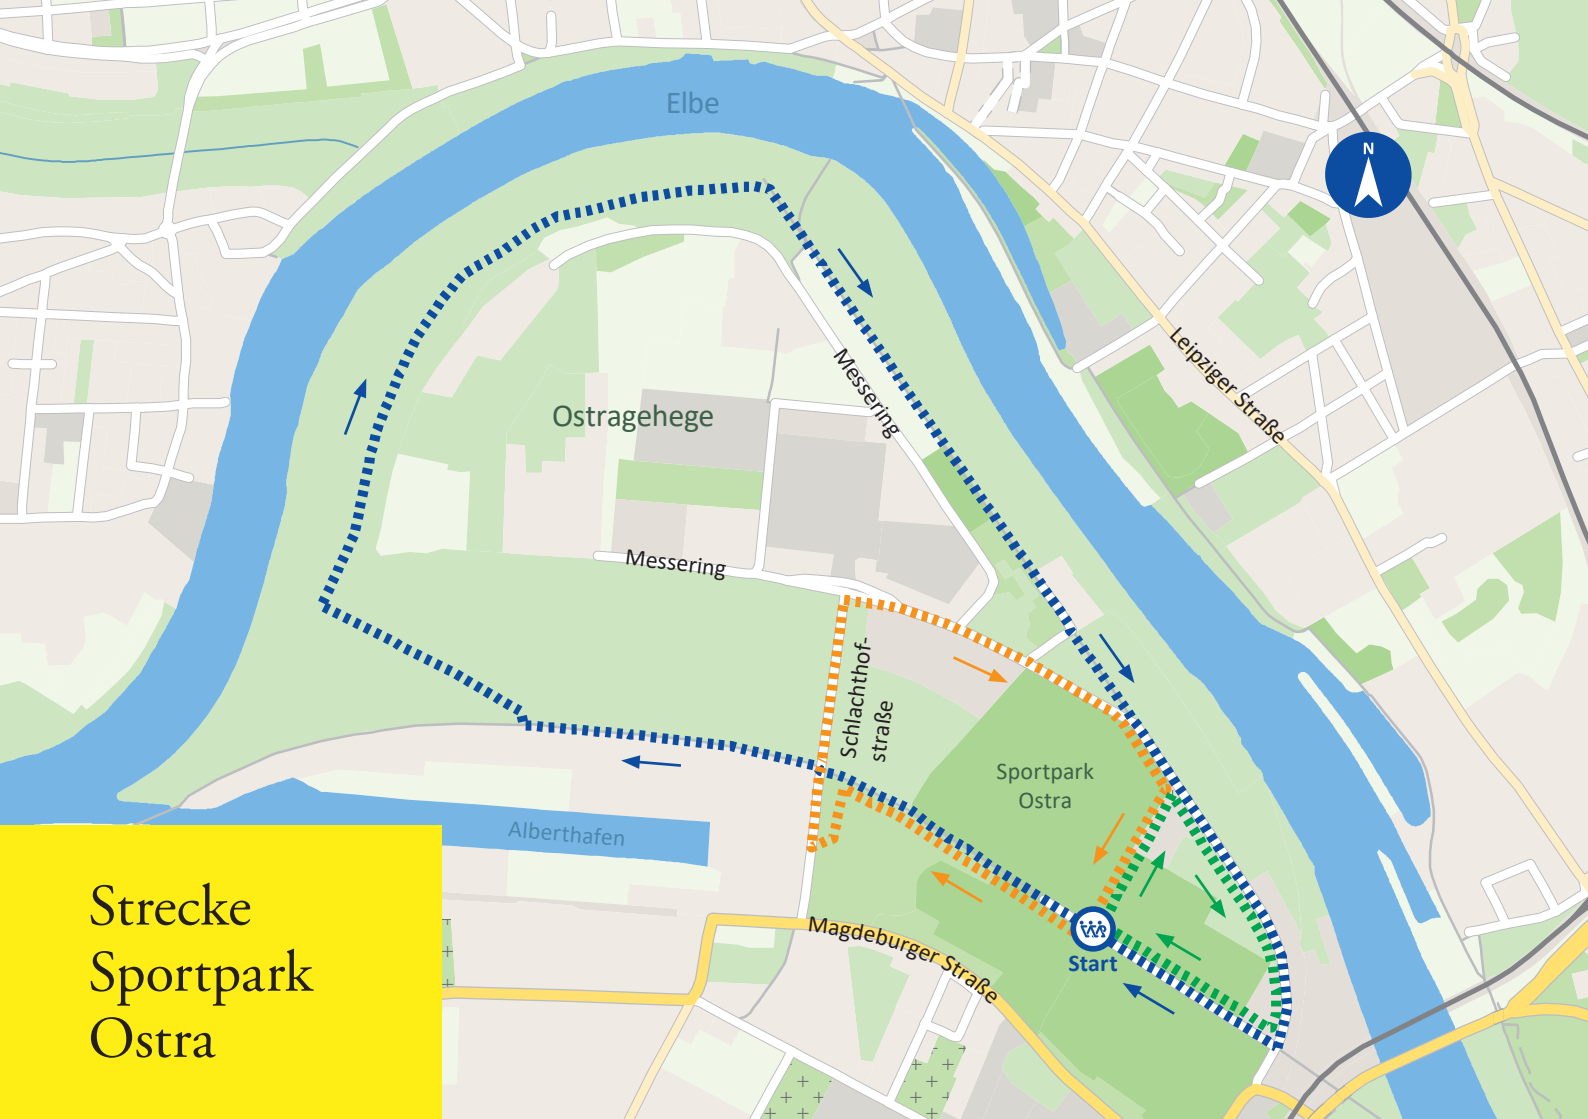 Elbe
N
Leipziger Straße
Messering
Ostragehege
Messering
Schlachthof-
straße
Sportpark
Ostra
Alberthafen
Magdeburger Straße
Start
Strecke
Sportpark
Ostra